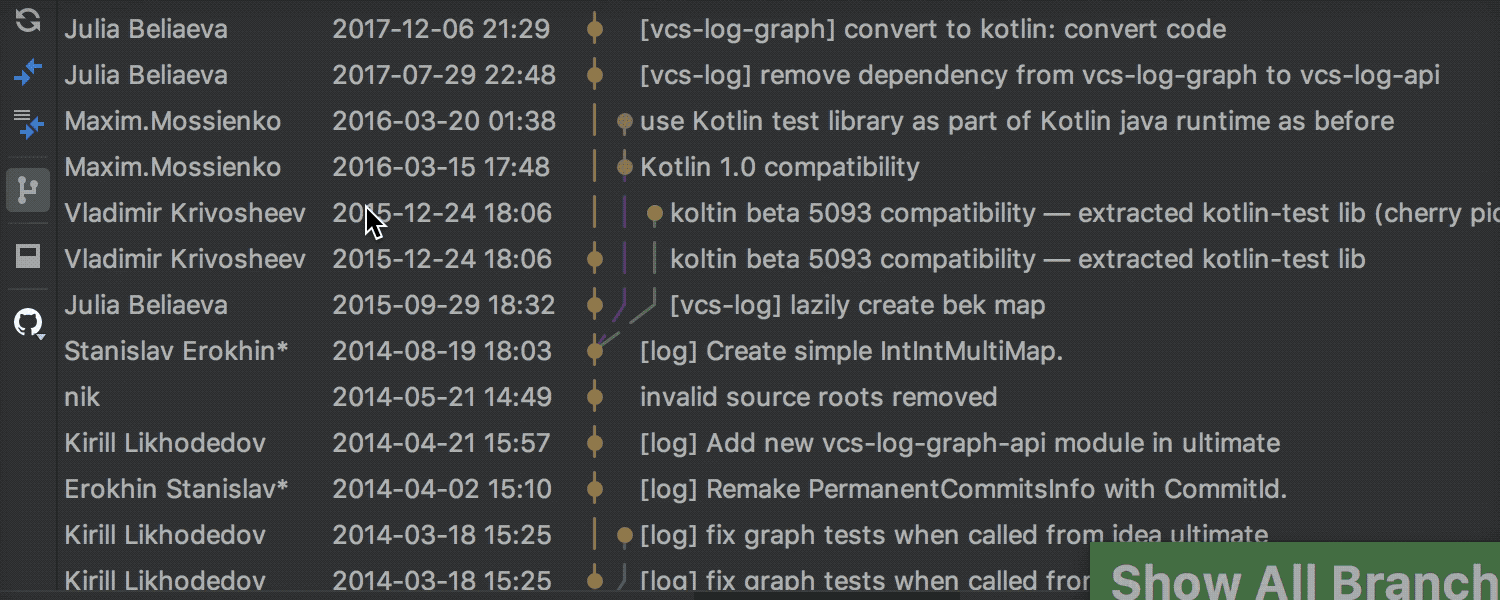 Julia Beliaeva 2017-12-06 21:29 [vcs-log-graph] convert to kotlin: convert code
Julia Beliaeva 2017-07-29 22:48 [vcs-log] remove dependency from vcs-log-graph to vcs-log-api
Maxim.Mossienko 2016-03-20 01:38 use Kotlin test library as part of Kotlin java runtime as before
Maxim.Mossienko 2016-03-15 17:48 Kotlin 1.0 compatibility
Vladimir Krivosheev 2015-12-24 18:06 koltin beta 5093 compatibility — extracted kotlin-test lib (cherry pic
Vladimir Krivosheev 2015-12-24 18:06 koltin beta 5093 compatibility — extracted kotlin-test lib
Julia Beliaeva 2015-09-29 18:32 [vcs-log] lazily create bek map
Stanislav Erokhin* 2014-08-19 18:03 [log] Create simple IntIntMultiMap.
nik 2014-05-21 14:49 invalid source roots removed
Kirill Likhodedov 2014-04-21 15:57 [log] Add new vcs-log-graph-api module in ultimate
Erokhin Stanislav* 2014-04-02 15:10 [log] Remake PermanentCommitsInfo with CommitId.
Kirill Likhodedov 2014-03-18 15:25 [log] fix graph tests when called from idea ultimate
Kirill Likhodedov 2014-03-18 15:25 [log] fix graph tests when called fror
Show All Branch